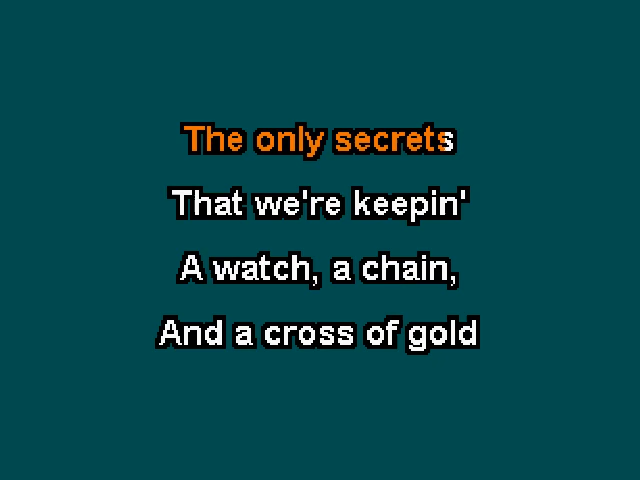 The only secrets
That we're keepin'
A watch, a chain,
And a cross of gold